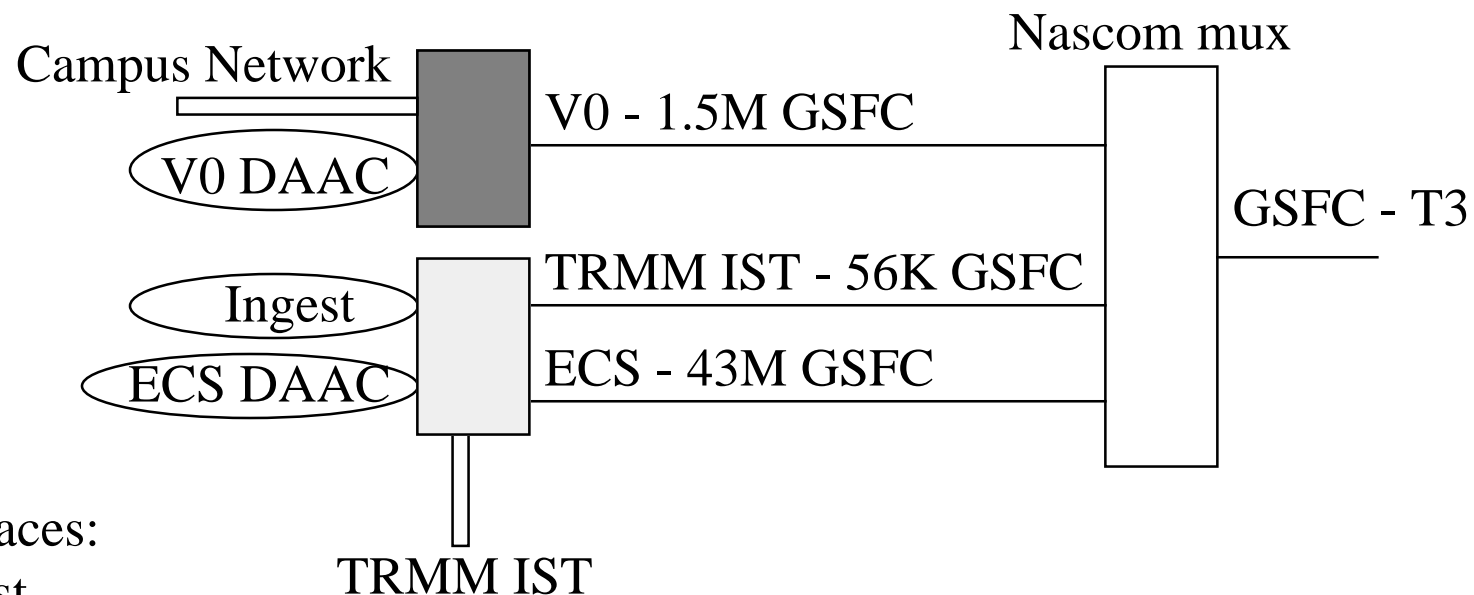 Nascom mux
Campus Network
V0 - 1.5M GSFC
V0 DAAC
GSFC - T3
TRMM IST - 56K GSFC
Ingest
ECS - 43M GSFC
ECS DAAC
TRMM IST